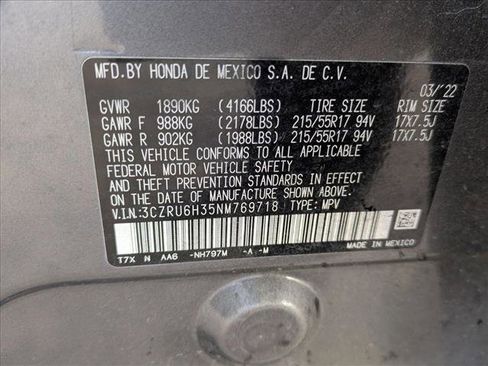 MFD. BY HONDA DE MEXICO S.A. DE C.V.
03/'22
GVWR 1890KG (4166LBS) TIRE SIZE RIM SIZE
GAWR F 988KG (2178LBS) 215/55R17 94V 17X7.5J
GAWR R 902KG (1988LBS) 215/55R17 94V 17X7.5J
THIS VEHICLE CONFORMS TO ALL APPLICABLE
FEDERAL MOTOR VEHICLE SAFETY
STANDARDS IN EFFECT
ON THE DATE OF MANUFACTURE SHOWN ABOVE.
V.I.N:3CZRU6H35NM769718 TYPE: MPV
T7X N AA6 -NH797M -A -M MADE IN MEXICO